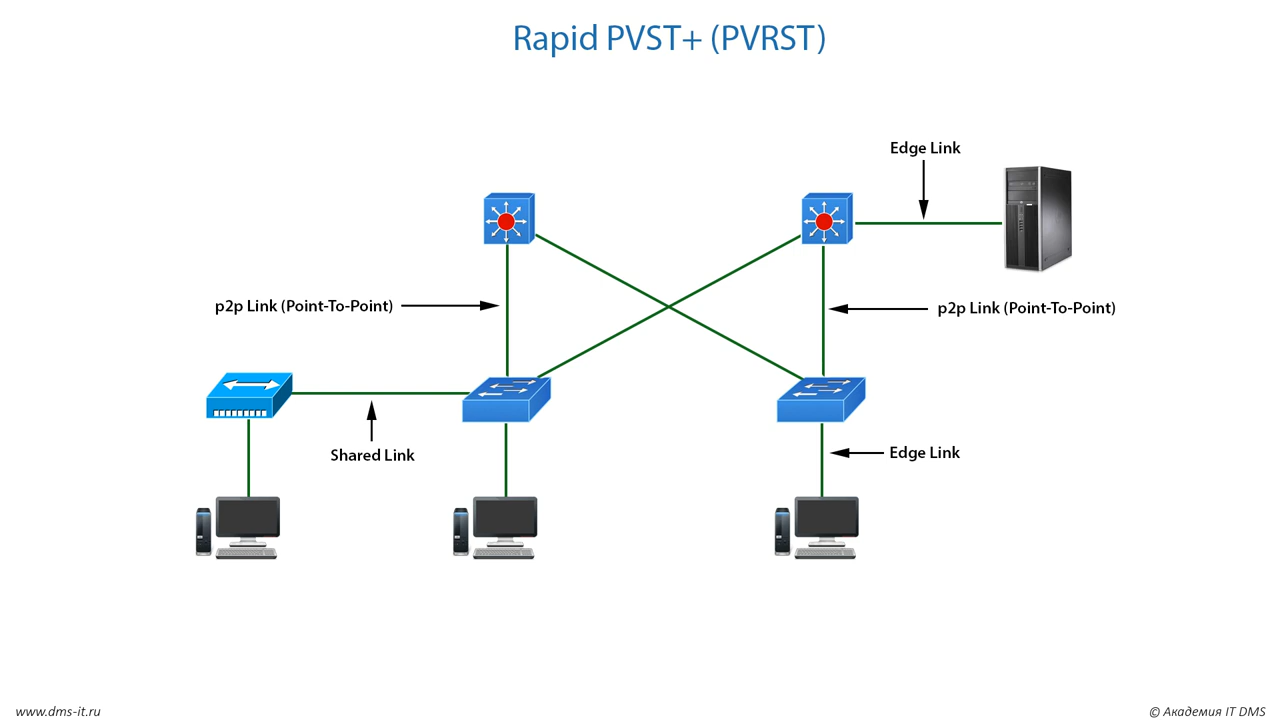 Rapid PVST+ (PVRST)
Edge Link
p2p Link (Point-To-Point)
p2p Link (Point-To-Point)
Shared Link
Edge Link
www.dms-it.ru
© Академия IT DMS